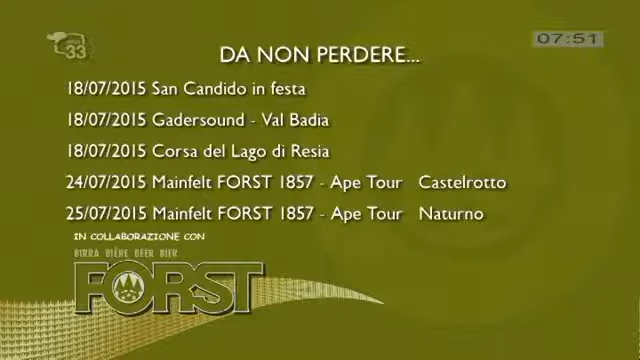 33
07:51
DA NON PERDERE...
18/07/2015 San Candido in festa
18/07/2015 Gadersound - Val Badia
18/07/2015 Corsa del Lago di Resia
24/07/2015 Mainfelt FORST 1857 - Ape Tour Castelrotto
25/07/2015 Mainfelt FORST 1857 - Ape Tour Naturno
IN COLLABORAZIONE CON
BIRRA BIÈRE BEER BIER
FORST